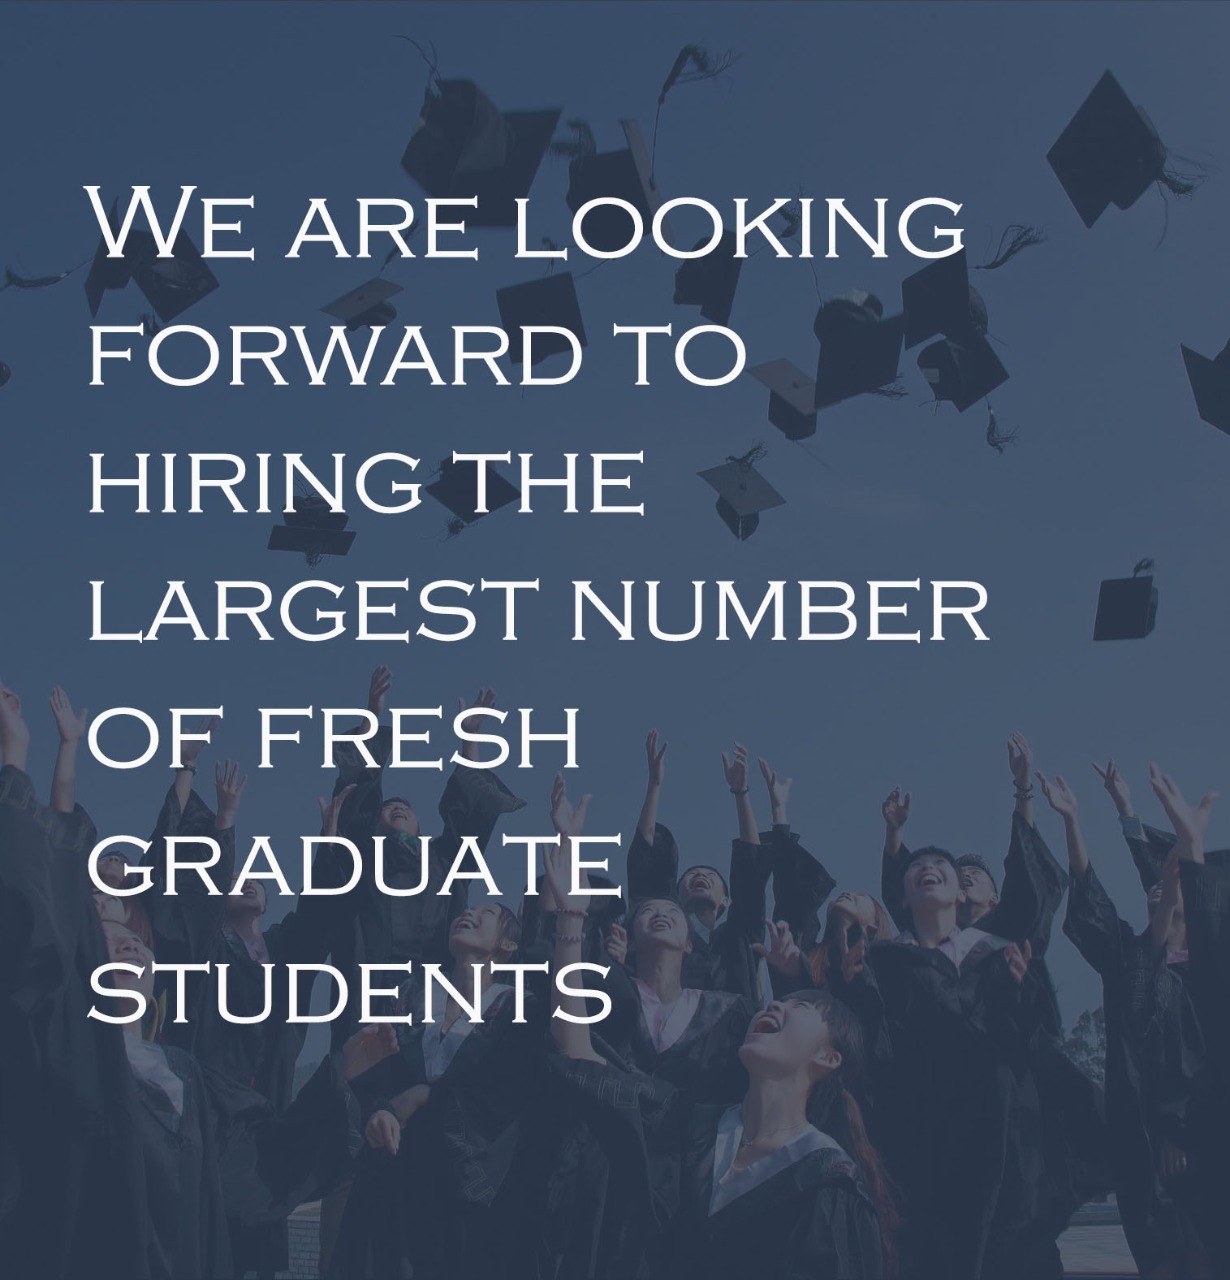 We are looking
forward to
hiring the
largest number
of fresh
graduate
students